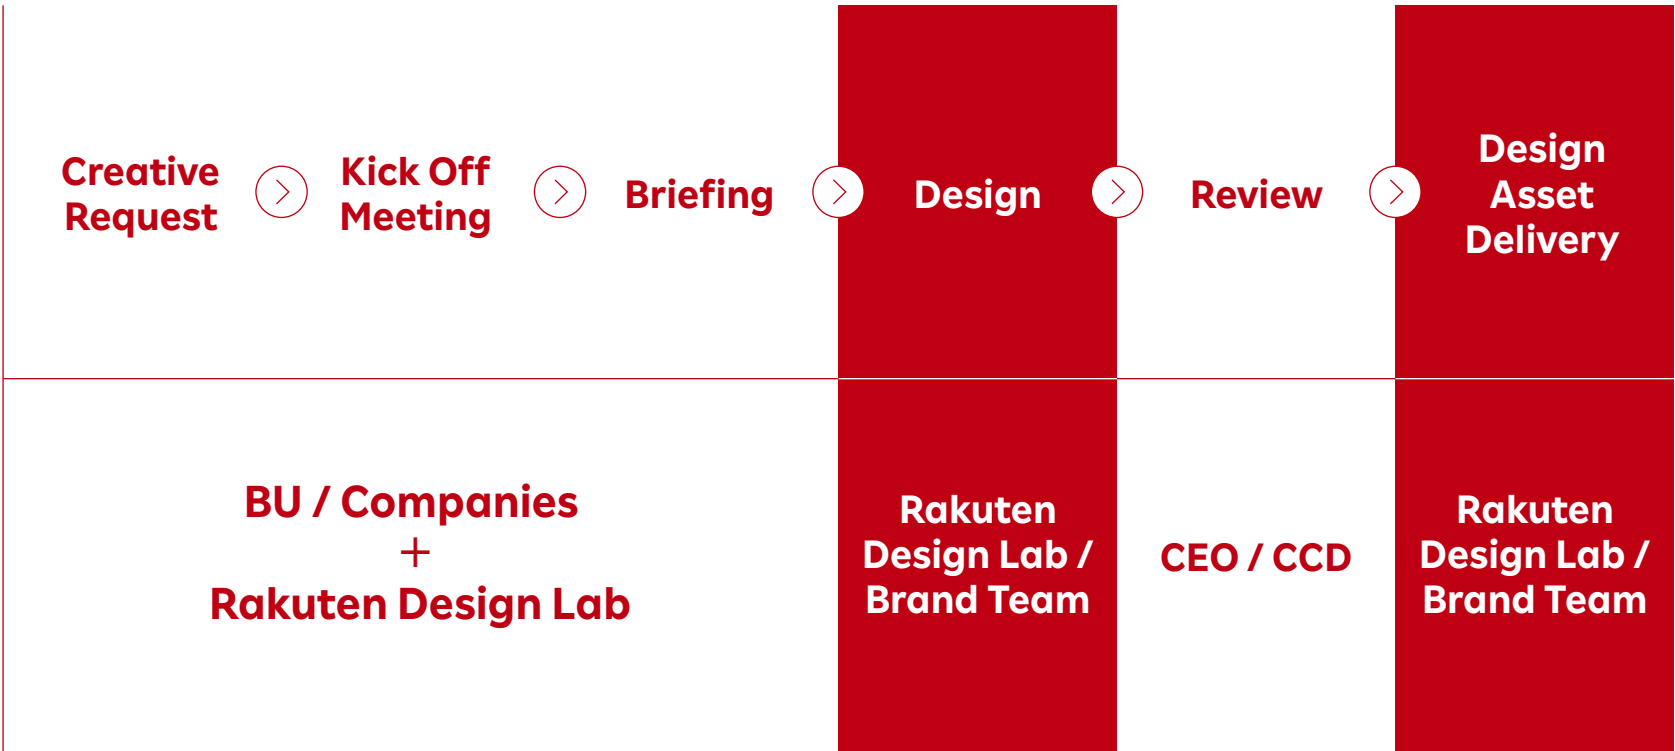 Creative
Request
Kick Off
Meeting
Briefing
Design
Review
Design
Asset
Delivery
BU / Companies
+
Rakuten Design Lab
Rakuten
Design Lab /
Brand Team
CEO / CCD
Rakuten
Design Lab /
Brand Team